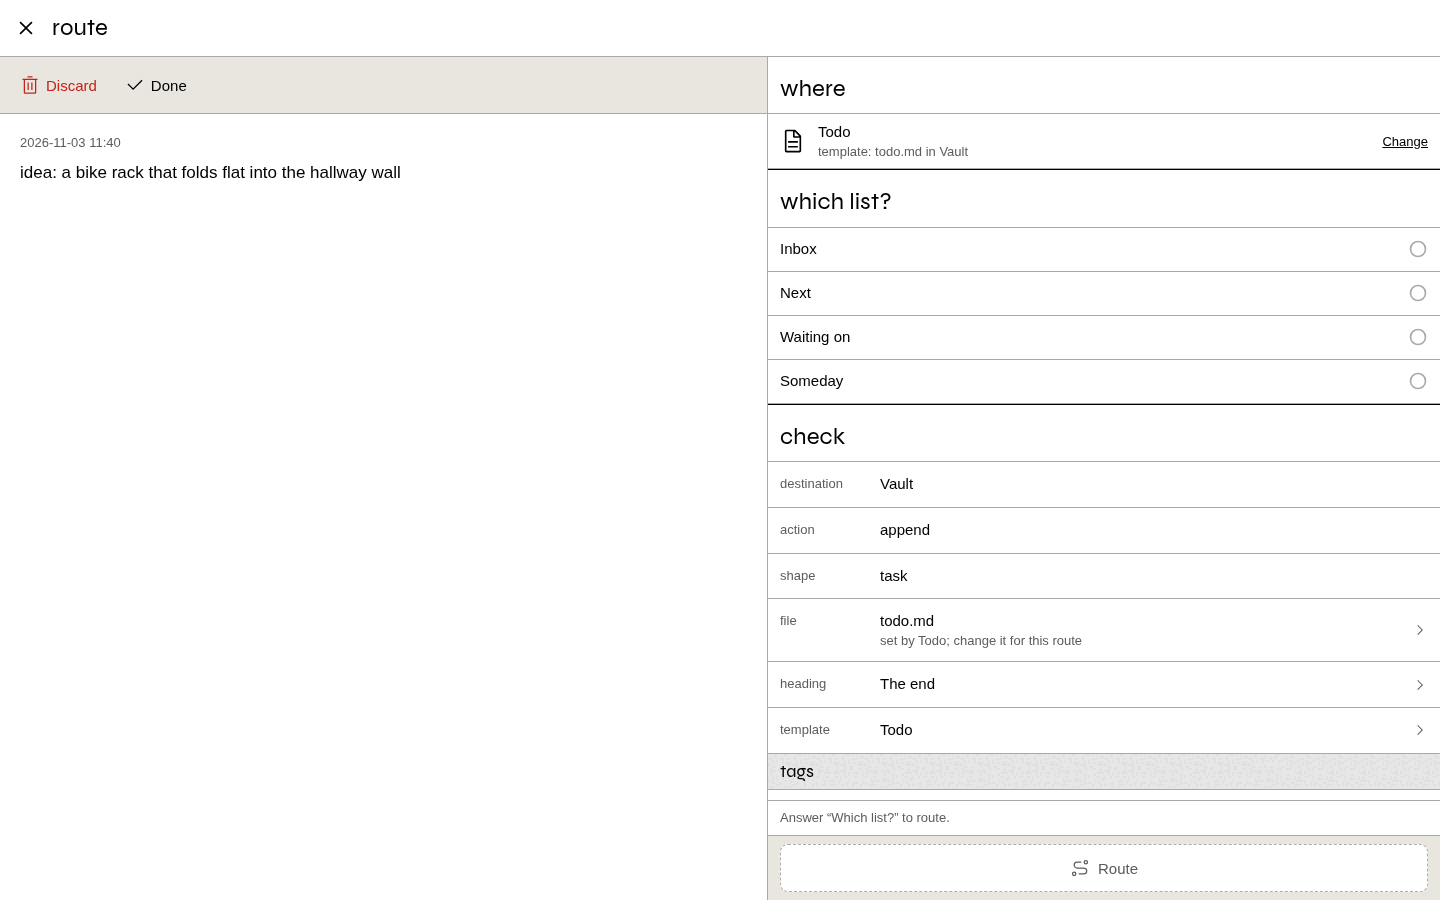 route
Discard
Done
2026-11-03 11:40
idea: a bike rack that folds flat into the hallway wall
where
Todo
template: todo.md in Vault
Change
which list?
Inbox
Next
Waiting on
Someday
check
destination Vault
action append
shape task
file todo.md
set by Todo; change it for this route
heading The end
template Todo
tags
Answer “Which list?” to route.
Route